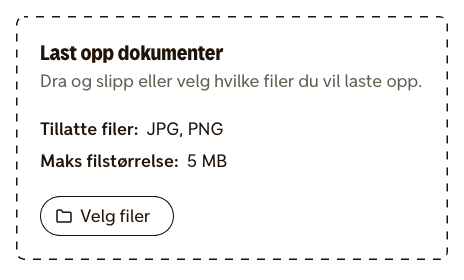 Last opp dokumenter
Dra og slipp eller velg hvilke filer du vil laste opp.
Tillatte filer: JPG, PNG
Maks filstørrelse: 5 MB
Velg filer